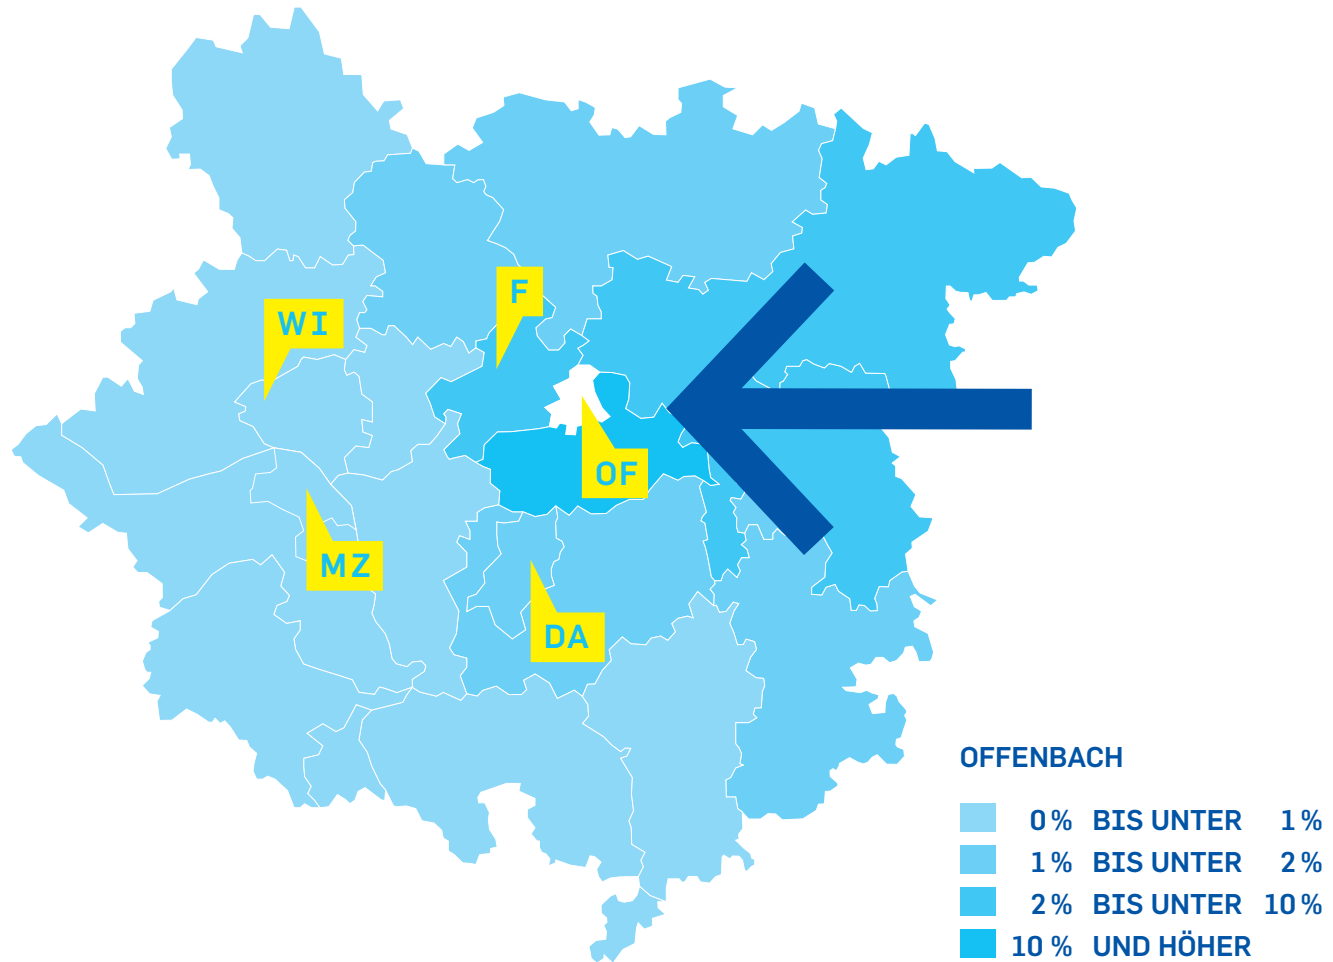 F
WI
OF
MZ
DA
OFFENBACH
0 % BIS UNTER 1 %
1 % BIS UNTER 2 %
2 % BIS UNTER 10 %
10 % UND HÖHER